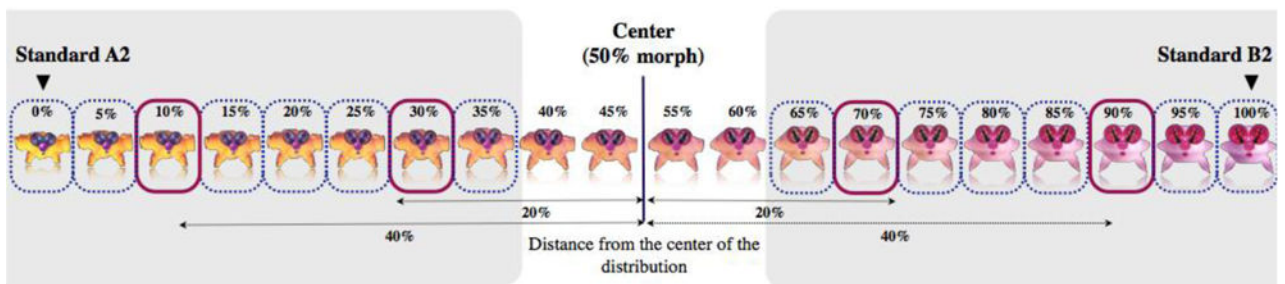 Center
(50% morph)
Standard A2
Standard B2
0% 5% 10% 15% 20% 25% 30% 35% 40% 45% 55% 60% 65% 70% 75% 80% 85% 90% 95% 100%
20% 20%
40% 40%
Distance from the center of the
distribution